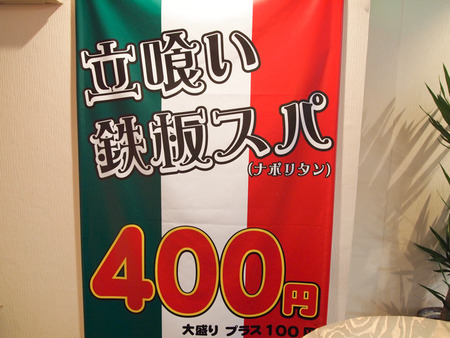 立喰い
鉄板スパ
(ナポリタン)
400円
大盛り プラス100円